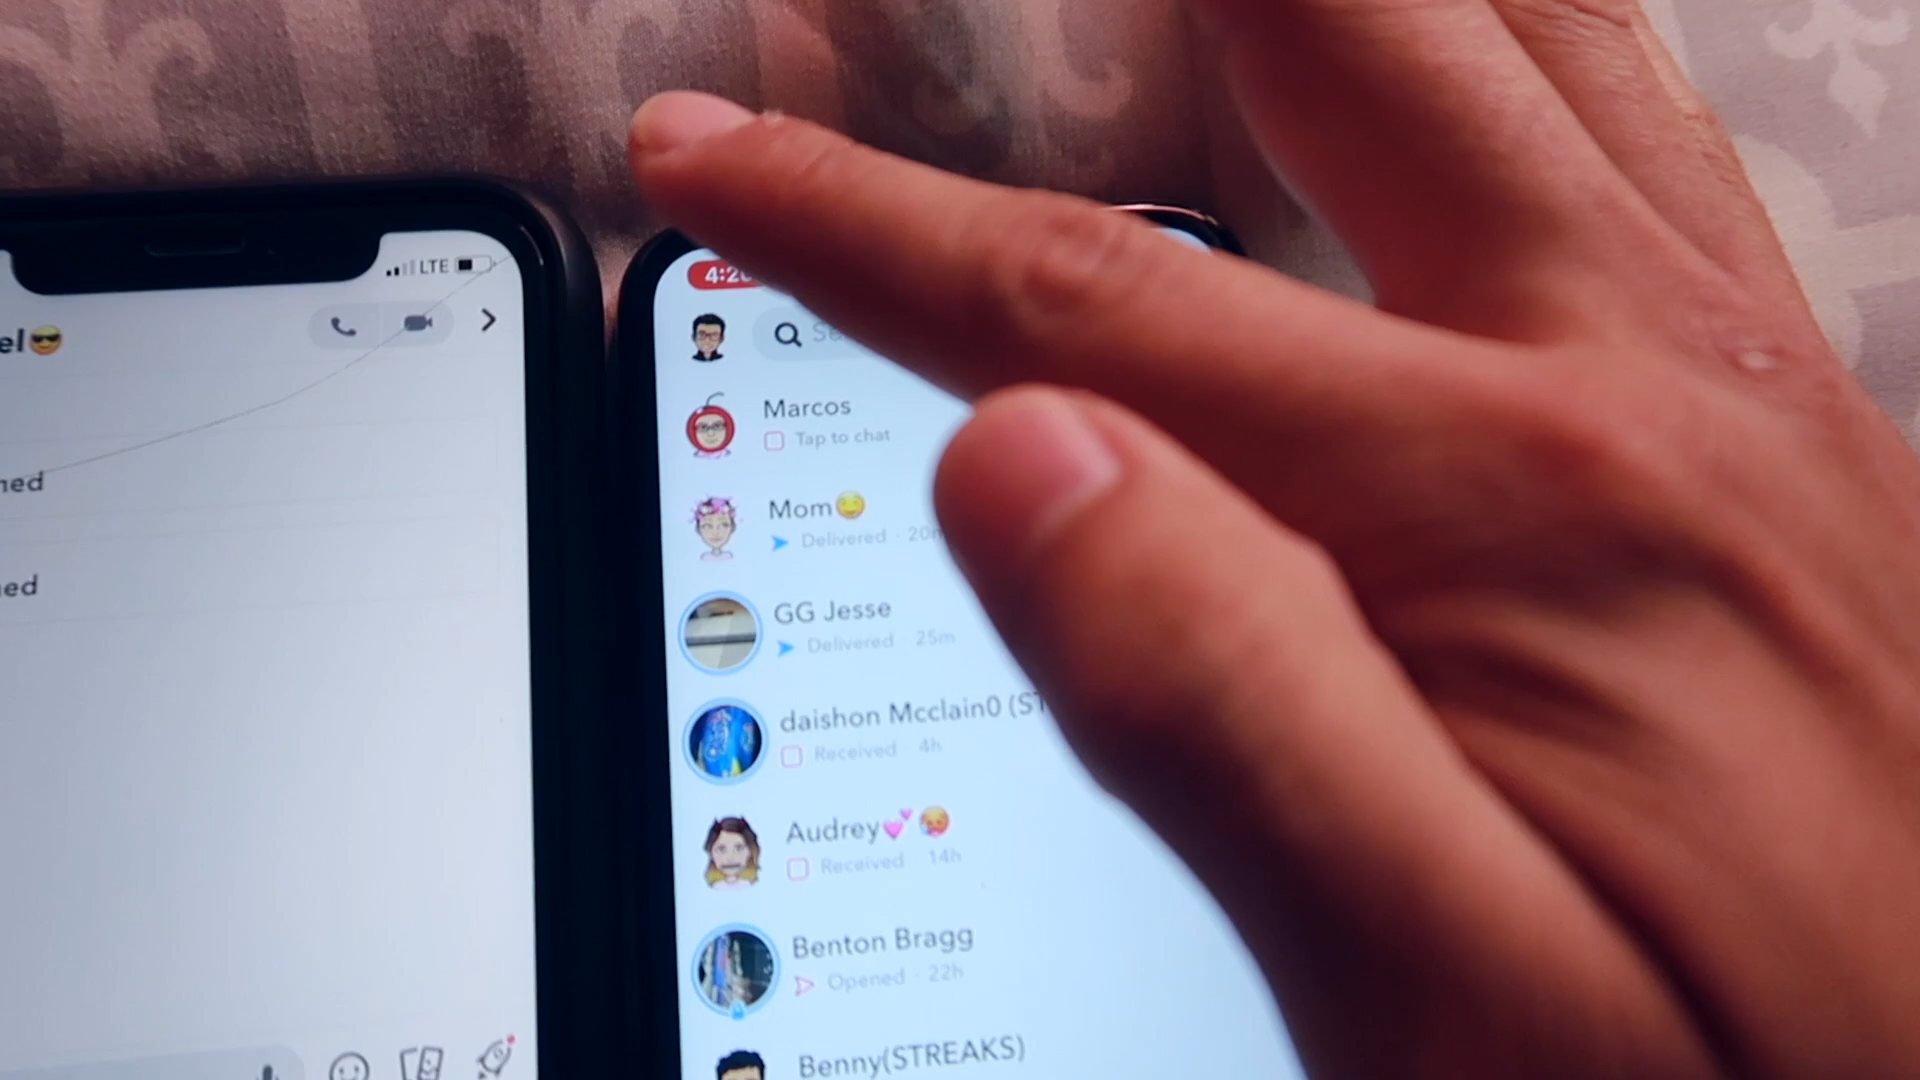 LTE
el😎
ned
ned
Marcos
Tap to chat
Mom😊
Delivered · 20m
GG Jesse
Delivered · 25m
daishon Mcclain0 (ST
Received · 4h
Audrey💕🥵
Received · 14h
Benton Bragg
Opened · 22h
Benny(STREAKS)